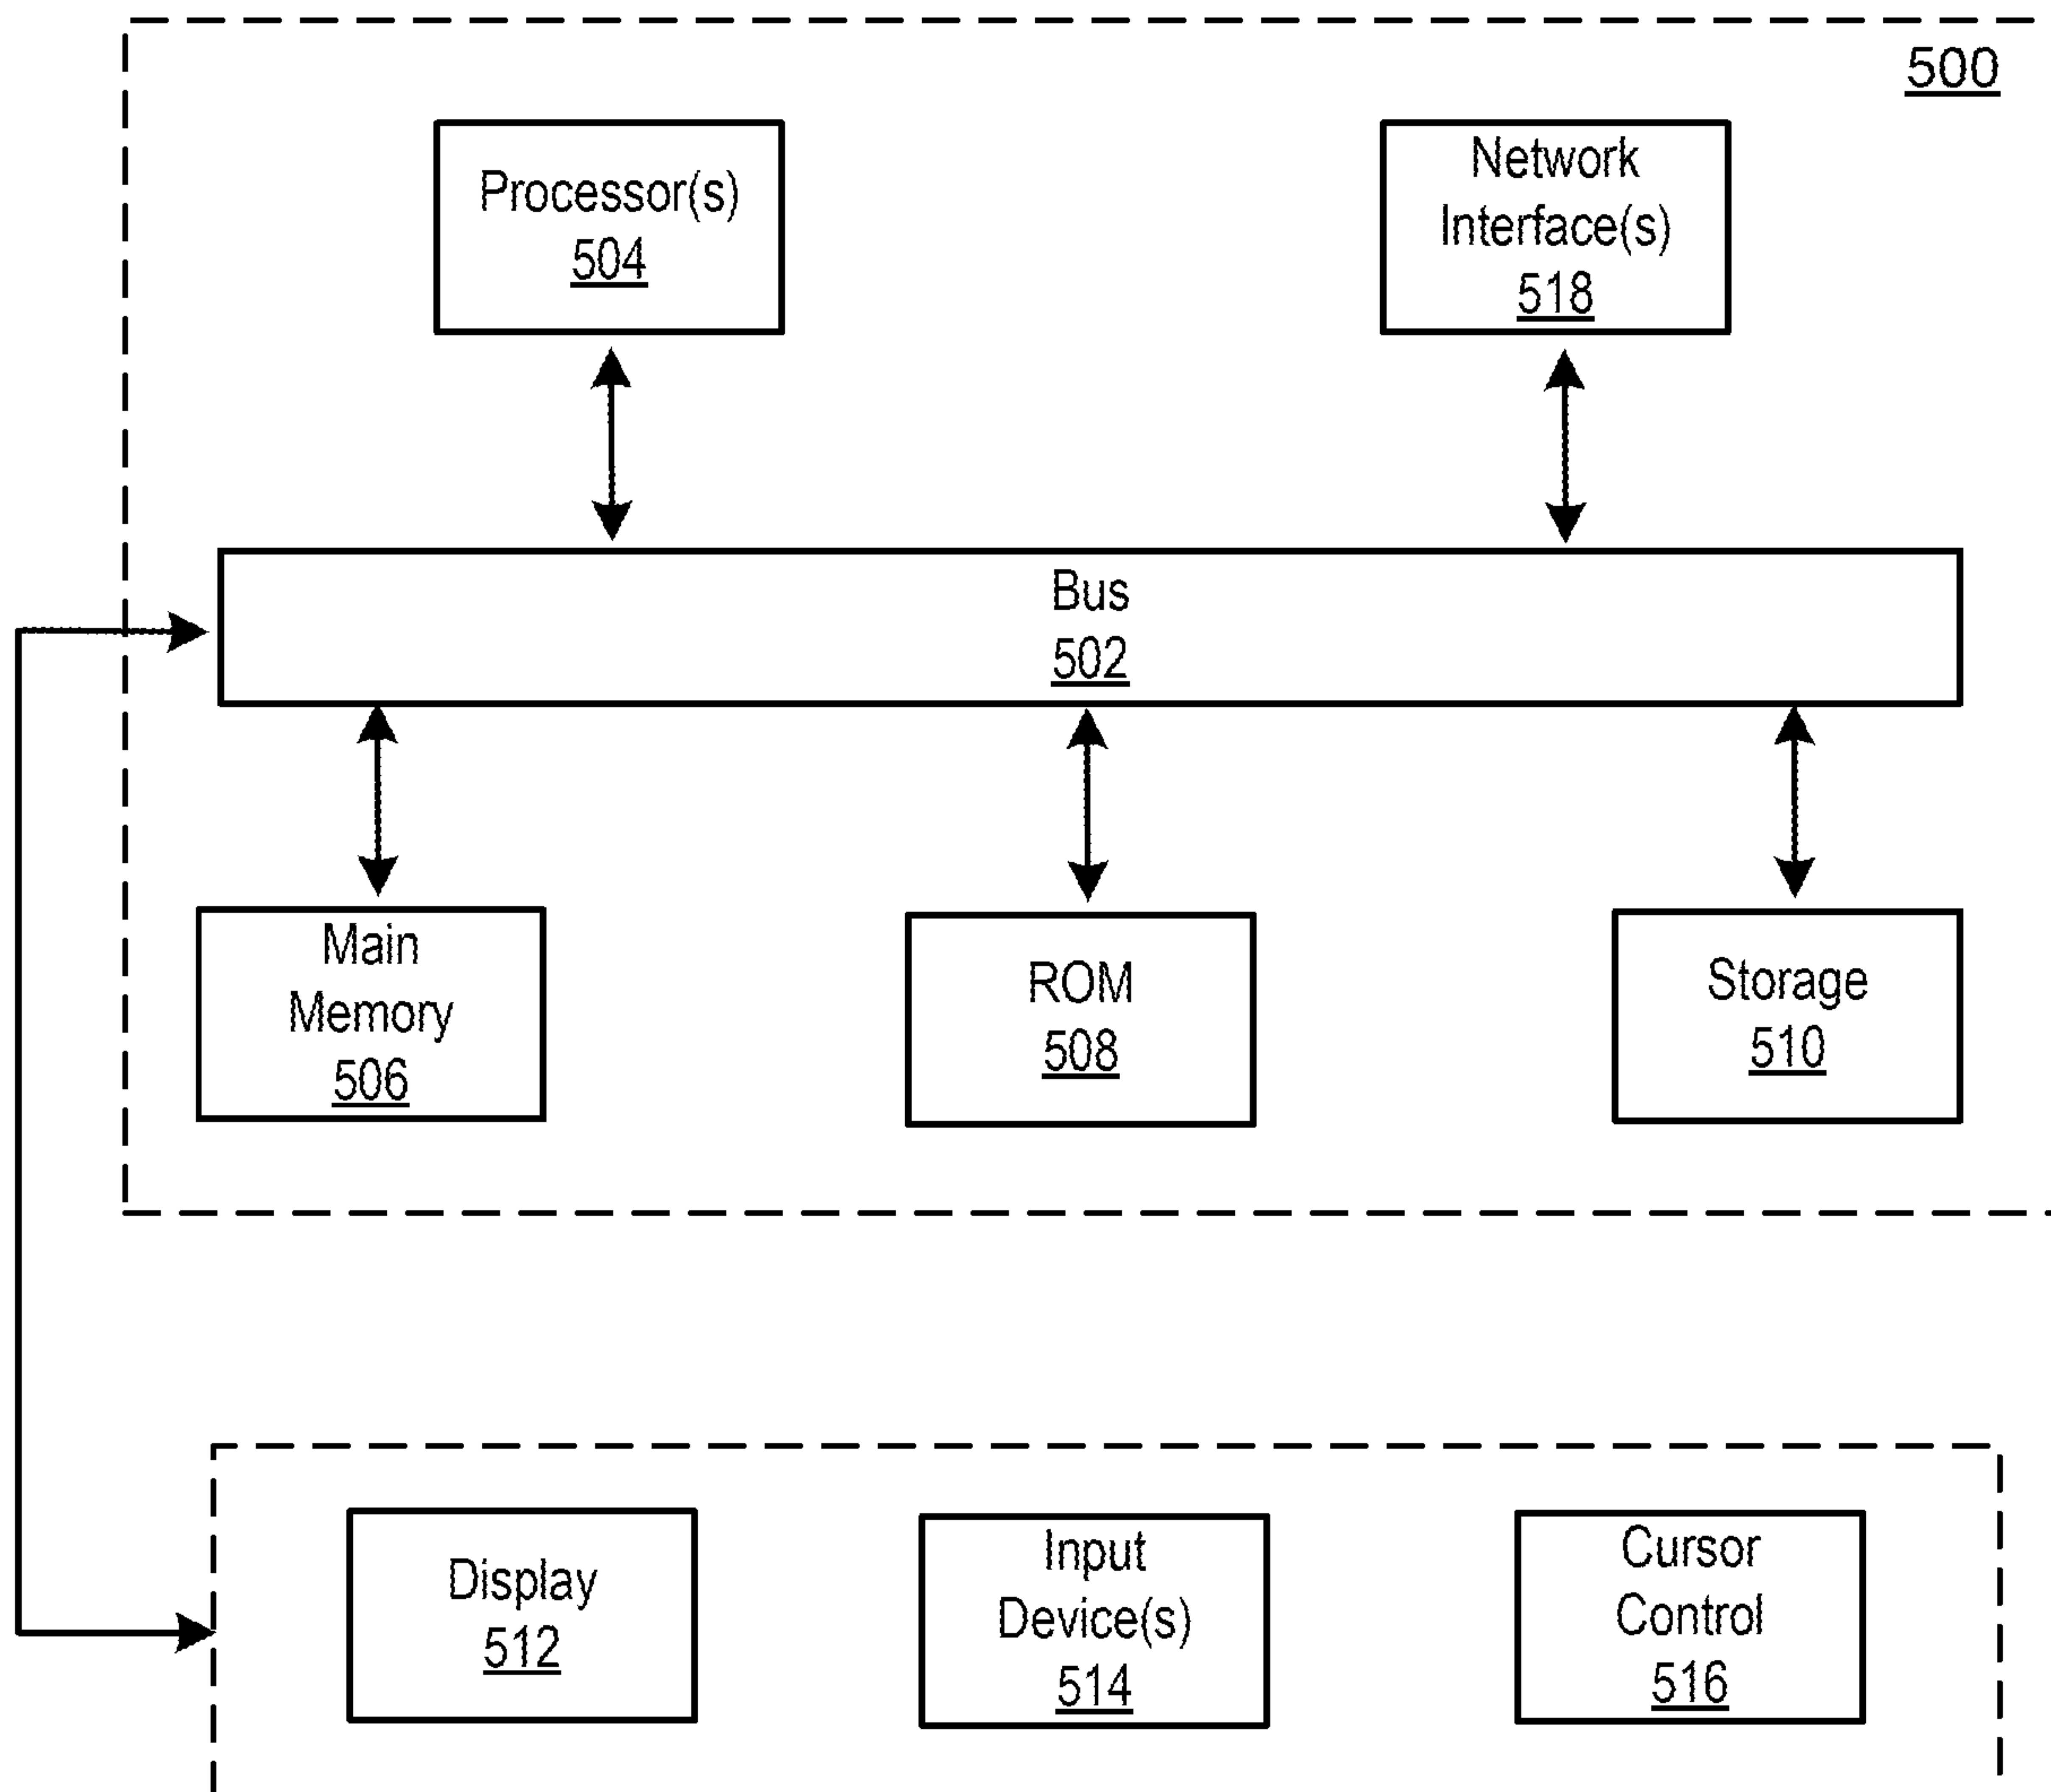 500
Processor(s)
504
Network
Interface(s)
518
Bus
502
Main
Memory
506
ROM
508
Storage
510
Display
512
Input
Device(s)
514
Cursor
Control
516